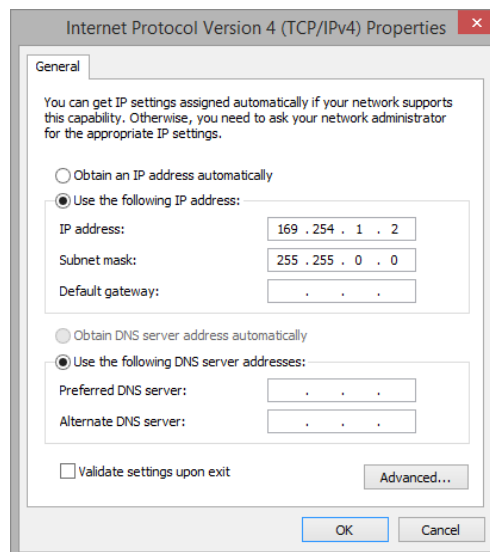 Internet Protocol Version 4 (TCP/IPv4) Properties
General
You can get IP settings assigned automatically if your network supports
this capability. Otherwise, you need to ask your network administrator
for the appropriate IP settings.
Obtain an IP address automatically
Use the following IP address:
IP address: 169 . 254 . 1 . 2
Subnet mask: 255 . 255 . 0 . 0
Default gateway: . . .
Obtain DNS server address automatically
Use the following DNS server addresses:
Preferred DNS server: . . .
Alternate DNS server: . . .
Validate settings upon exit
Advanced...
OK Cancel